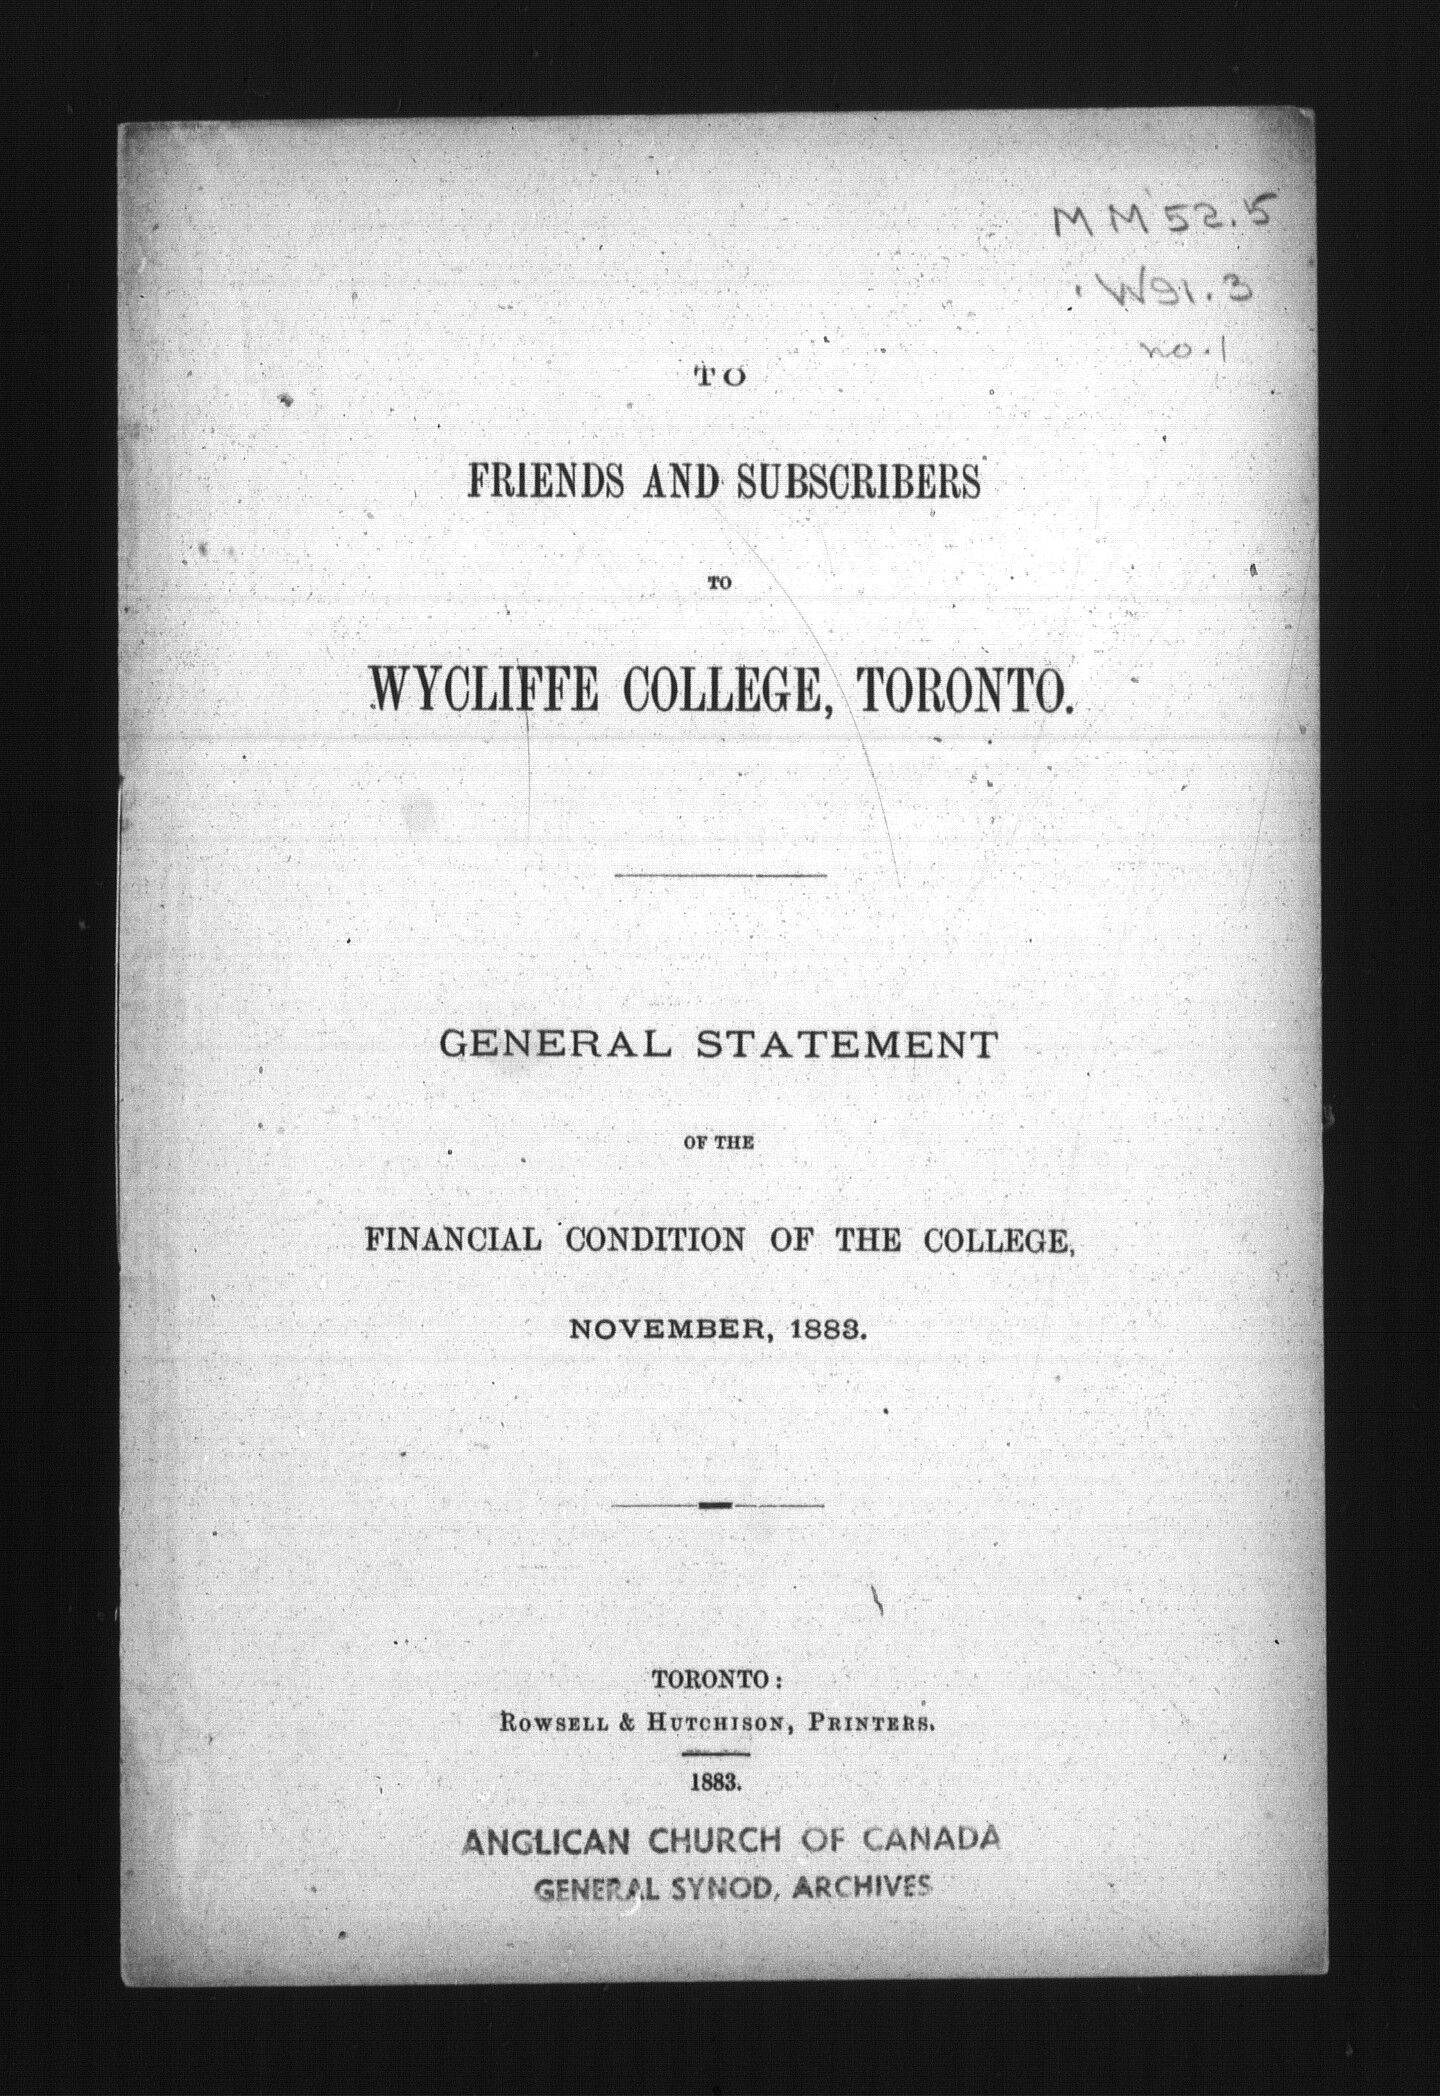 MM 52.5
W91.3
no. 1
TO
FRIENDS AND SUBSCRIBERS
TO
WYCLIFFE COLLEGE, TORONTO.
GENERAL STATEMENT
OF THE
FINANCIAL CONDITION OF THE COLLEGE,
NOVEMBER, 1883.
TORONTO:
ROWSELL & HUTCHISON, PRINTERS.
1883.
ANGLICAN CHURCH OF CANADA
GENERAL SYNOD, ARCHIVES